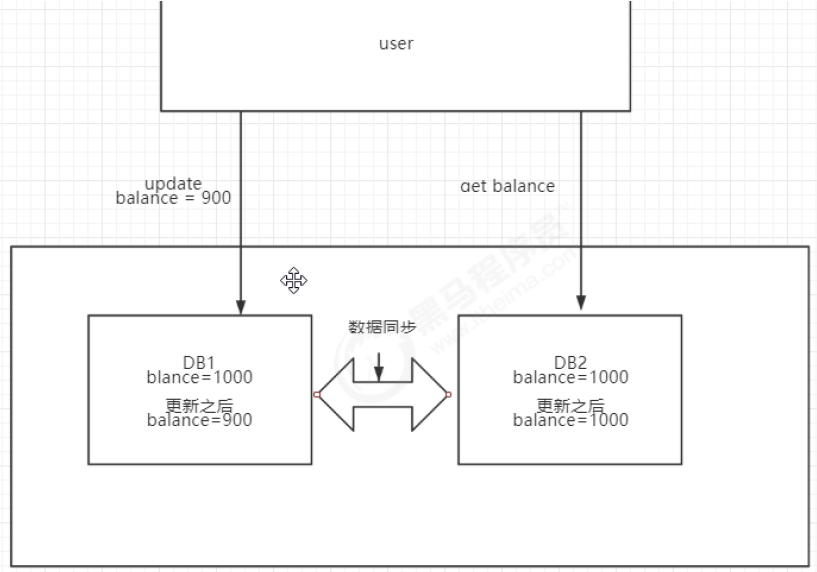 user
update
balance = 900
get balance
数据同步
DB1
blance=1000
更新之后
balance=900
DB2
balance=1000
更新之后
balance=1000
黑马程序员
www.itheima.com